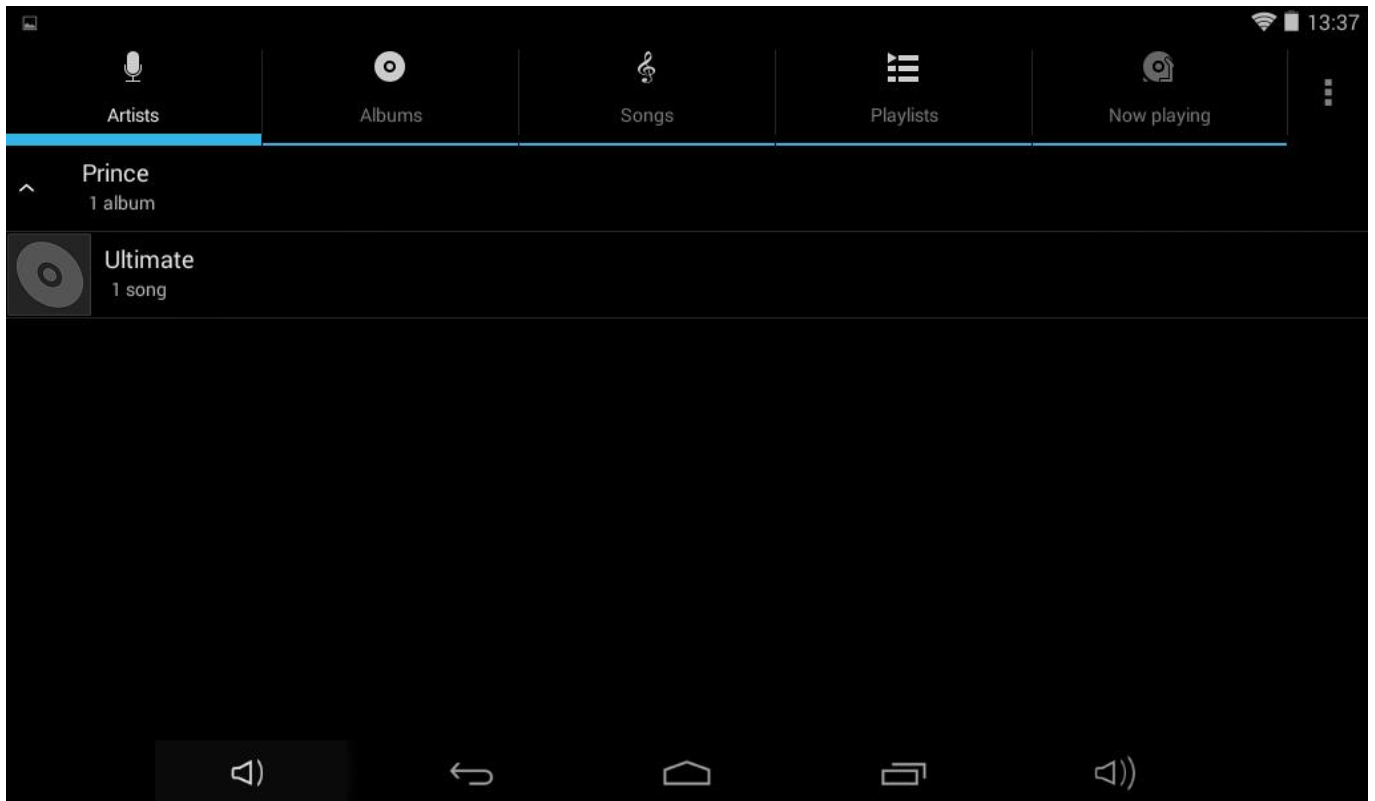 13:37
Artists
Albums
Songs
Playlists
Now playing
Prince
1 album
Ultimate
1 song